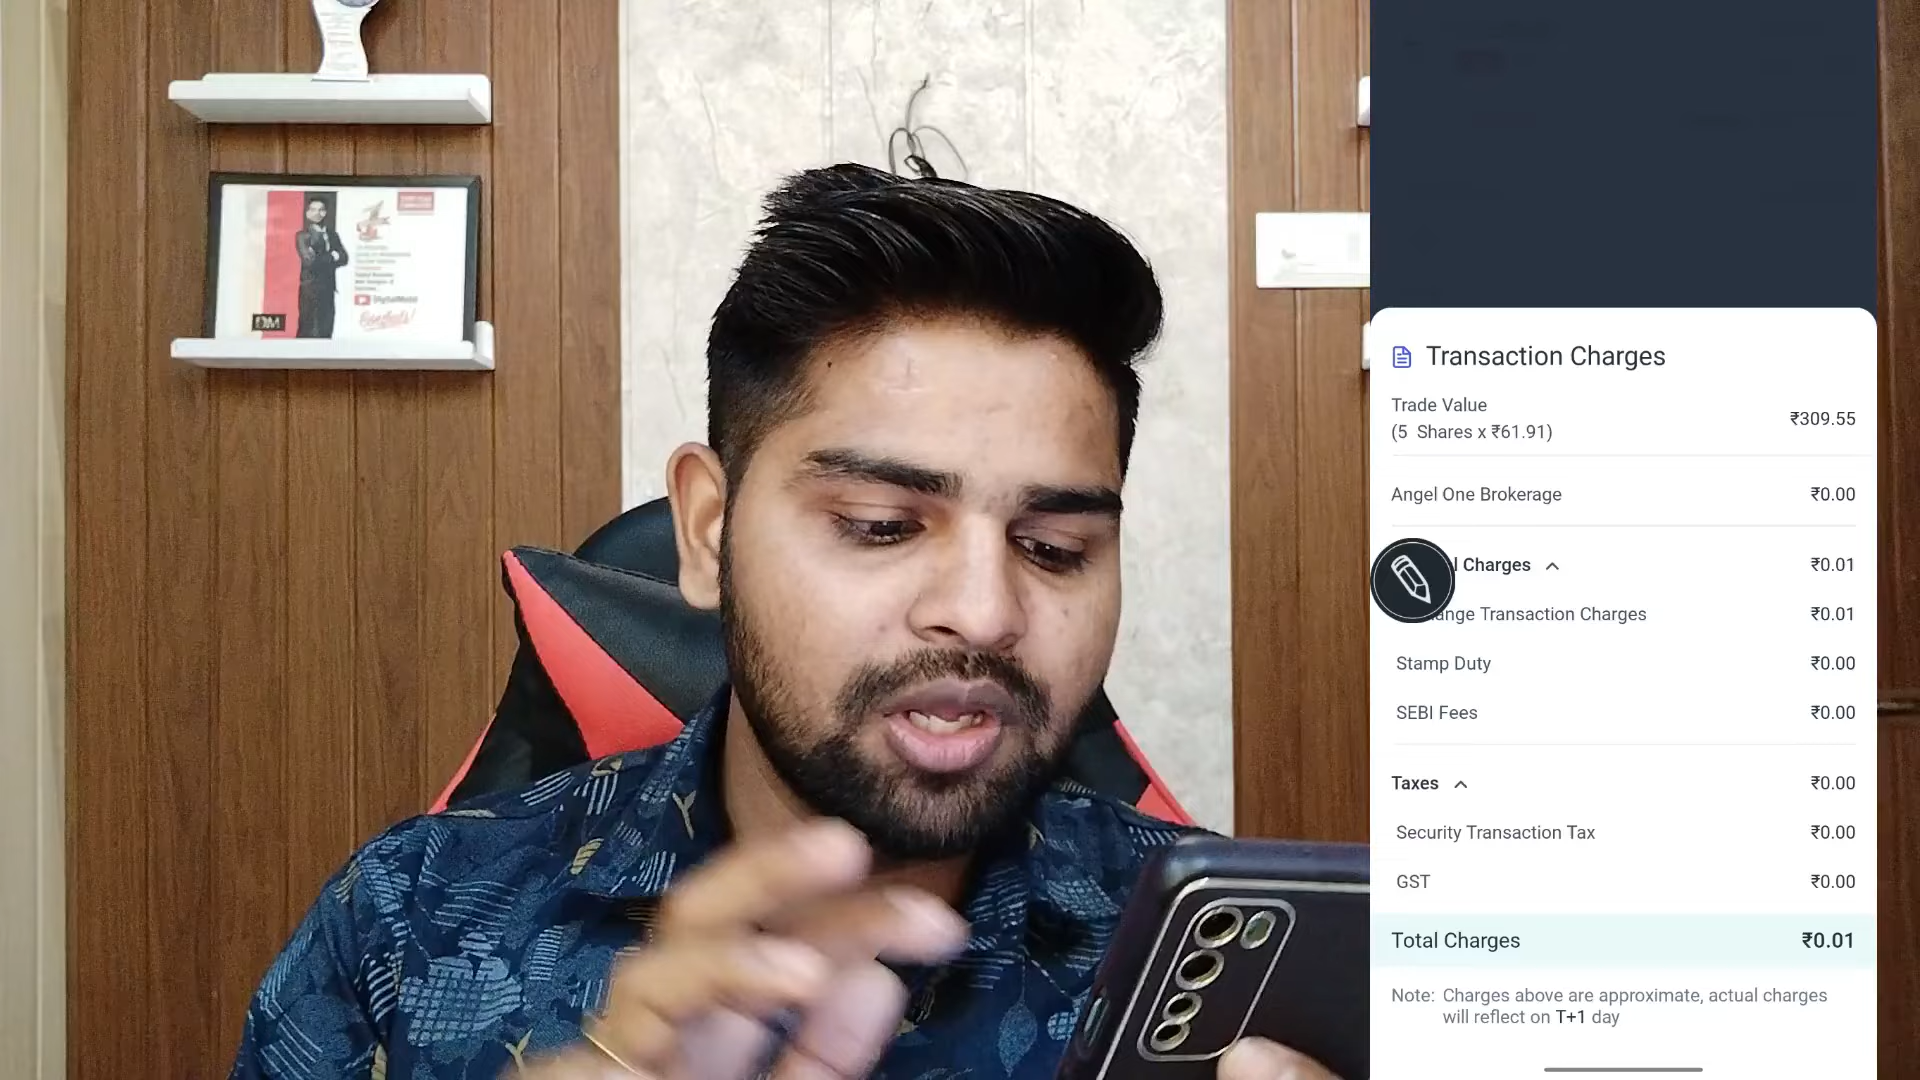 Transaction Charges
Trade Value
(5 Shares x ₹61.91)
₹309.55
Angel One Brokerage
₹0.00
l Charges
₹0.01
ange Transaction Charges
₹0.01
Stamp Duty
₹0.00
SEBI Fees
₹0.00
Taxes
₹0.00
Security Transaction Tax
₹0.00
GST
₹0.00
Total Charges
₹0.01
Note: Charges above are approximate, actual charges
will reflect on T+1 day
DM
Congrats!